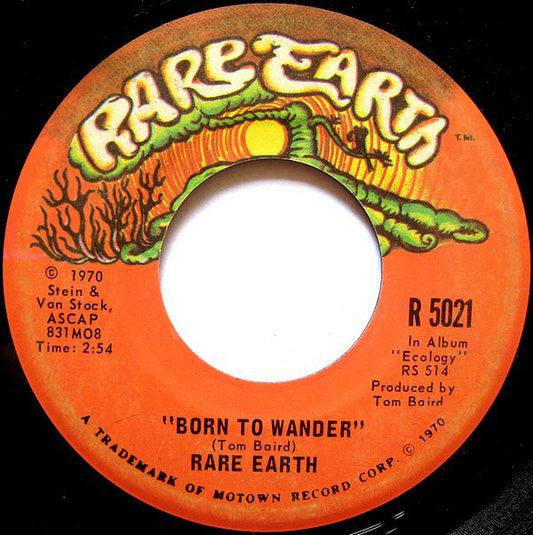 RARE EARTH
T.M.
© 1970
Stein &
Van Stock,
ASCAP
831MO8
Time: 2:54
R 5021
In Album
"Ecology"
RS 514
Produced by
Tom Baird
"BORN TO WANDER"
(Tom Baird)
RARE EARTH
A TRADEMARK OF MOTOWN RECORD CORP. © 1970